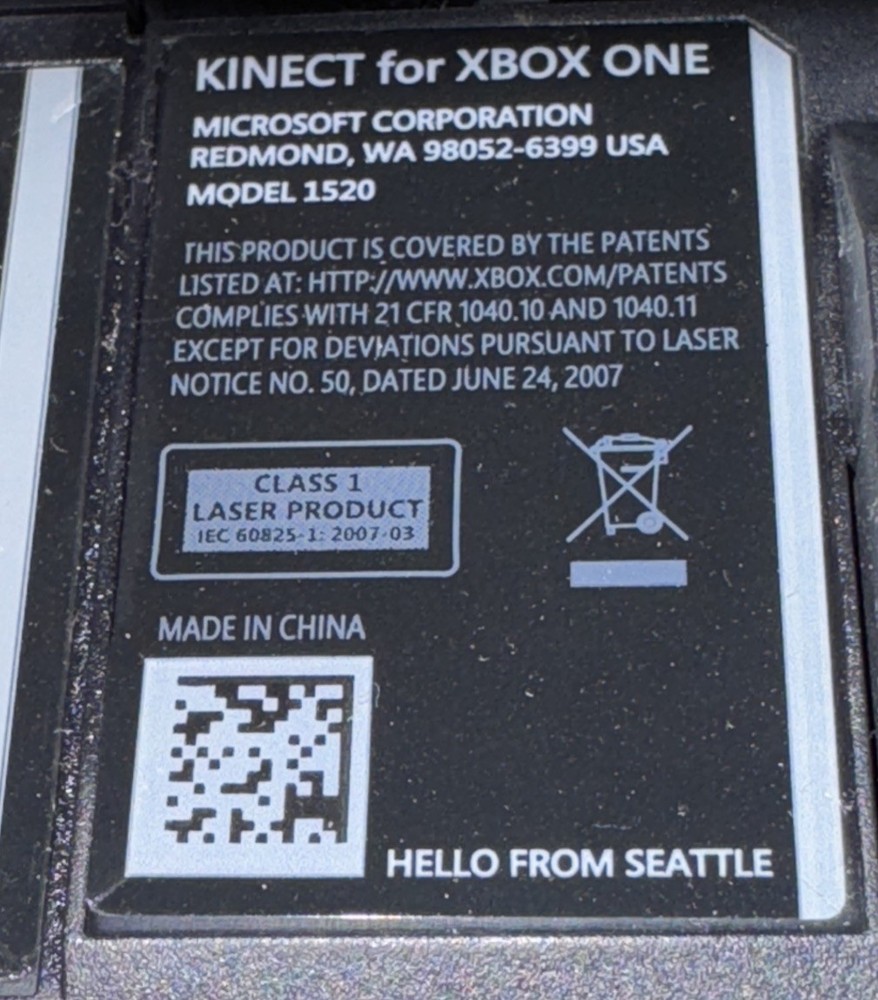 KINECT for XBOX ONE
MICROSOFT CORPORATION
REDMOND, WA 98052-6399 USA
MODEL 1520
THIS PRODUCT IS COVERED BY THE PATENTS
LISTED AT: HTTP://WWW.XBOX.COM/PATENTS
COMPLIES WITH 21 CFR 1040.10 AND 1040.11
EXCEPT FOR DEVIATIONS PURSUANT TO LASER
NOTICE NO. 50, DATED JUNE 24, 2007
CLASS 1
LASER PRODUCT
IEC 60825-1: 2007-03
MADE IN CHINA
HELLO FROM SEATTLE